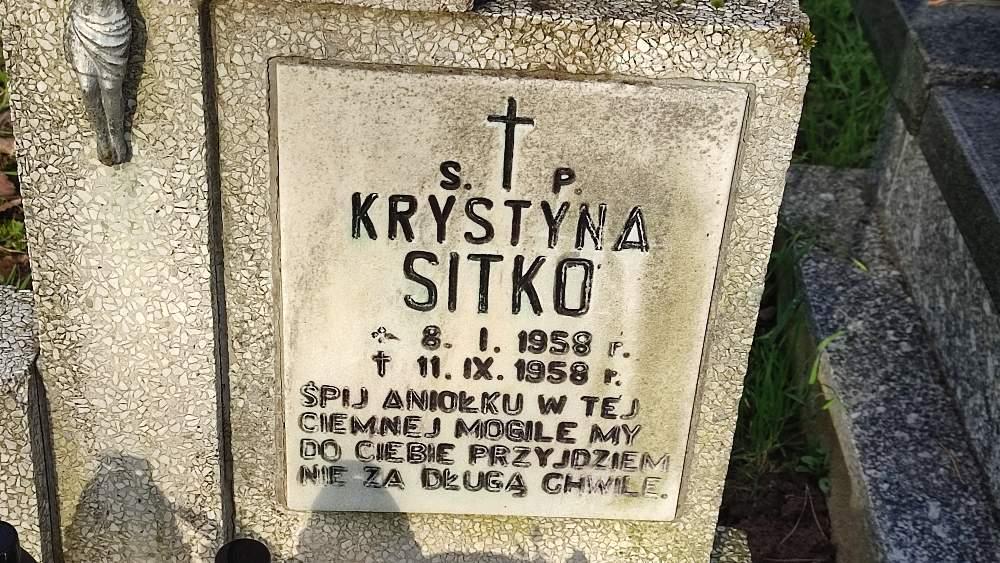 S. P.
KRYSTYNA
SITKO
8. I. 1958 r.
† 11. IX. 1958 r.
ŚPIJ ANIOŁKU W TEJ
CIEMNEJ MOGILE MY
DO CIEBIE PRZYJDZIEM
NIE ZA DŁUGĄ CHWILE.